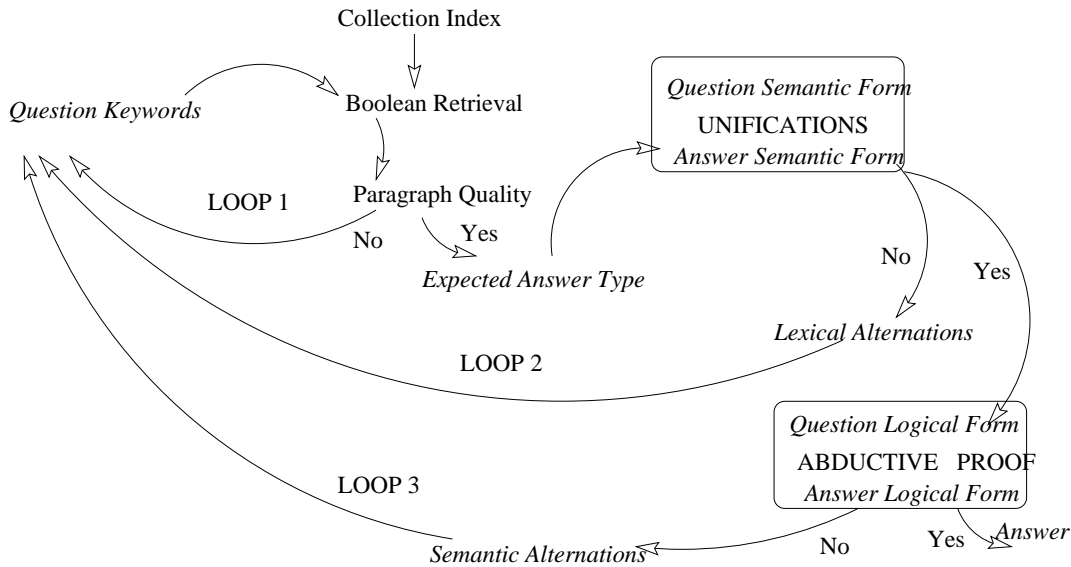 Collection Index
Question Keywords
Boolean Retrieval
Question Semantic Form
UNIFICATIONS
Answer Semantic Form
Paragraph Quality
LOOP 1
No
Yes
Expected Answer Type
No
Yes
Lexical Alternations
LOOP 2
Question Logical Form
ABDUCTIVE PROOF
Answer Logical Form
LOOP 3
Semantic Alternations
No
Yes
Answer